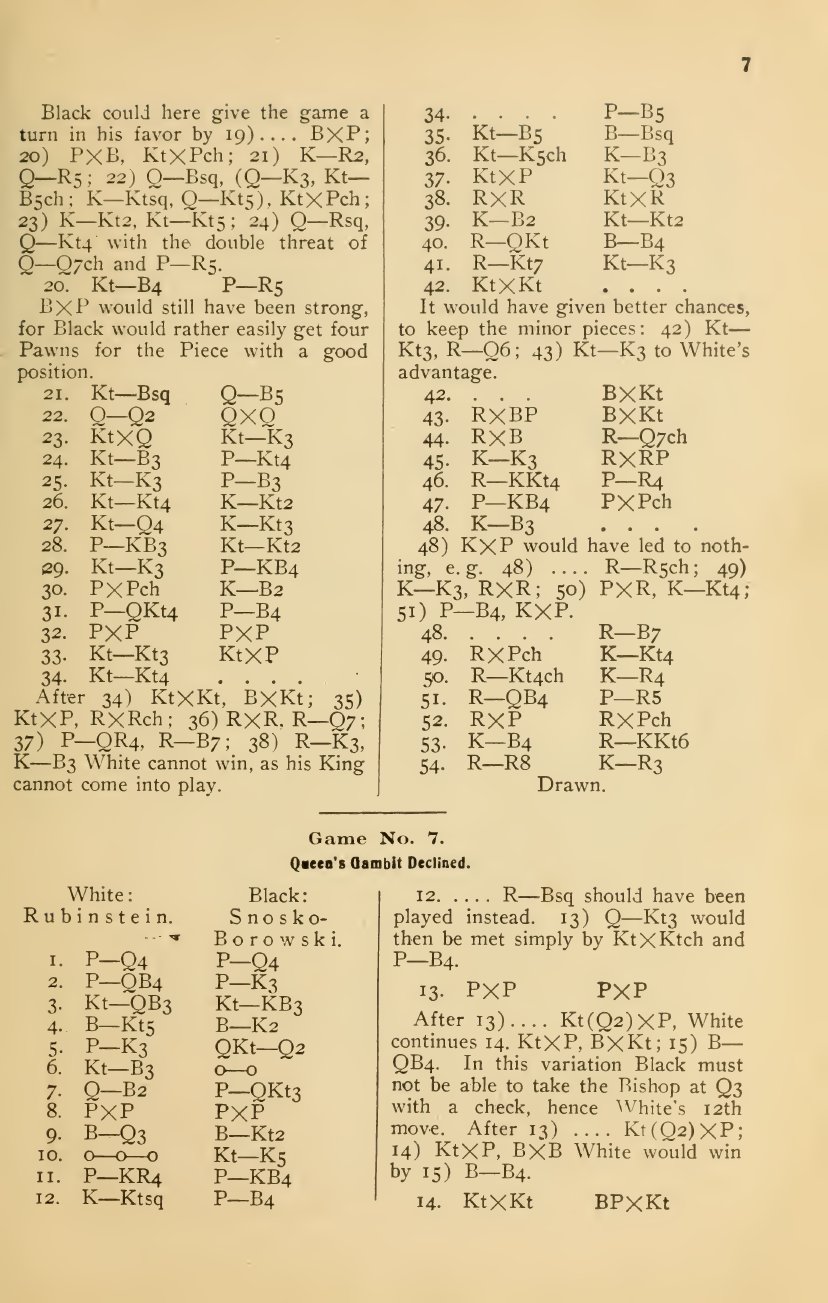 7
Black could here give the game a
turn in his favor by 19) .... B×P;
20) P×B, Kt×Pch; 21) K—R2,
Q—R5; 22) Q—Bsq, (Q—K3, Kt—
B5ch; K—Ktsq, Q—Kt5), Kt×Pch;
23) K—Kt2, Kt—Kt5; 24) Q—Rsq,
Q—Kt4 with the double threat of
Q—Q7ch and P—R5.
20. Kt—B4 P—R5
B×P would still have been strong,
for Black would rather easily get four
Pawns for the Piece with a good
position.
21. Kt—Bsq Q—B5
22. Q—Q2 Q×Q
23. Kt×Q Kt—K3
24. Kt—B3 P—Kt4
25. Kt—K3 P—B3
26. Kt—Kt4 K—Kt2
27. Kt—Q4 K—Kt3
28. P—KB3 Kt—Kt2
29. Kt—K3 P—KB4
30. P×Pch K—B2
31. P—QKt4 P—B4
32. P×P P×P
33. Kt—Kt3 Kt×P
34. Kt—Kt4 . . . .
After 34) Kt×Kt, B×Kt; 35)
Kt×P, R×Rch; 36) R×R, R—Q7;
37) P—QR4, R—B7; 38) R—K3,
K—B3 White cannot win, as his King
cannot come into play.
34. . . . . P—B5
35. Kt—B5 B—Bsq
36. Kt—K5ch K—B3
37. Kt×P Kt—Q3
38. R×R Kt×R
39. K—B2 Kt—Kt2
40. R—QKt B—B4
41. R—Kt7 Kt—K3
42. Kt×Kt . . . .
It would have given better chances,
to keep the minor pieces: 42) Kt—
Kt3, R—Q6; 43) Kt—K3 to White's
advantage.
42. . . . B×Kt
43. R×BP B×Kt
44. R×B R—Q7ch
45. K—K3 R×RP
46. R—KKt4 P—R4
47. P—KB4 P×Pch
48. K—B3 . . . .
48) K×P would have led to noth-
ing, e. g. 48) .... R—R5ch; 49)
K—K3, R×R; 50) P×R, K—Kt4;
51) P—B4, K×P.
48. . . . . R—B7
49. R×Pch K—Kt4
50. R—Kt4ch K—R4
51. R—QB4 P—R5
52. R×P R×Pch
53. K—B4 R—KKt6
54. R—R8 K—R3
Drawn.
Game No. 7.
Queen's Gambit Declined.
White: Black:
Rubinstein. Snosko-
Borowski.
1. P—Q4 P—Q4
2. P—QB4 P—K3
3. Kt—QB3 Kt—KB3
4. B—Kt5 B—K2
5. P—K3 QKt—Q2
6. Kt—B3 o—o
7. Q—B2 P—QKt3
8. P×P P×P
9. B—Q3 B—Kt2
10. o—o—o Kt—K5
11. P—KR4 P—KB4
12. K—Ktsq P—B4
12. .... R—Bsq should have been
played instead. 13) Q—Kt3 would
then be met simply by Kt×Ktch and
P—B4.
13. P×P P×P
After 13) .... Kt(Q2)×P, White
continues 14. Kt×P, B×Kt; 15) B—
QB4. In this variation Black must
not be able to take the Bishop at Q3
with a check, hence White's 12th
move. After 13) .... Kt(Q2)×P;
14) Kt×P, B×B White would win
by 15) B—B4.
14. Kt×Kt BP×Kt